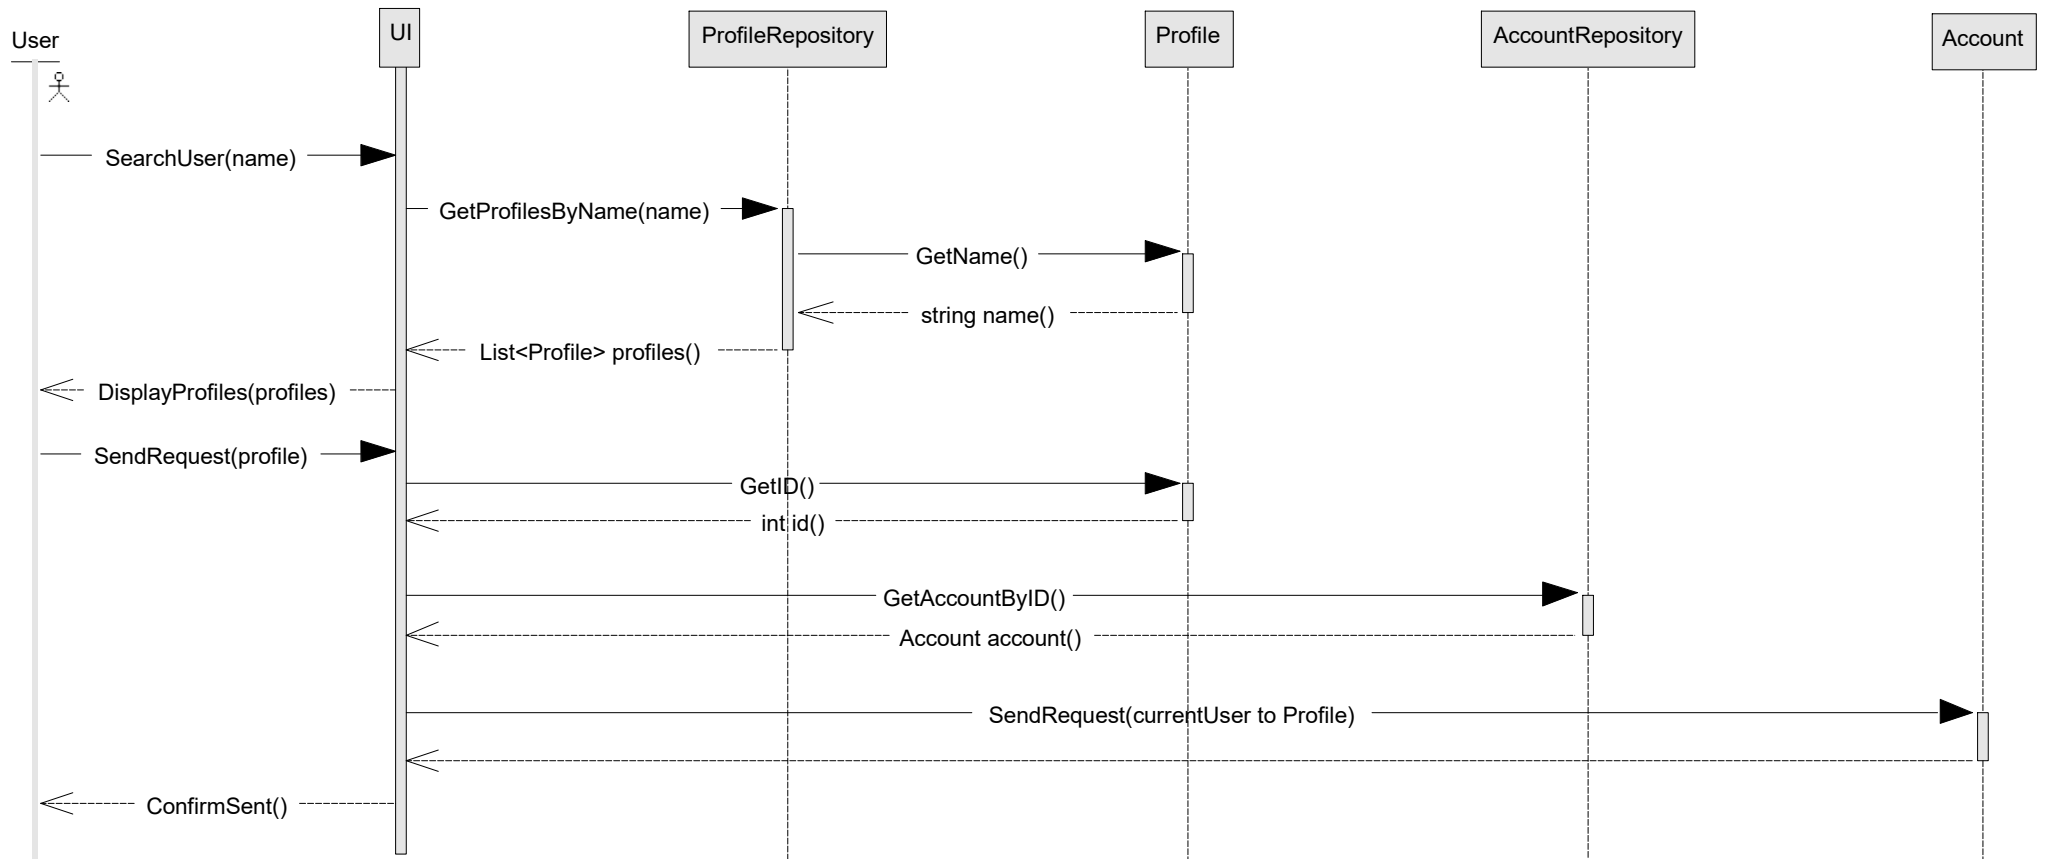 User
UI
ProfileRepository
Profile
AccountRepository
Account
SearchUser(name)
GetProfilesByName(name)
GetName()
string name()
List<Profile> profiles()
DisplayProfiles(profiles)
SendRequest(profile)
GetID()
int id()
GetAccountByID()
Account account()
SendRequest(currentUser to Profile)
ConfirmSent()